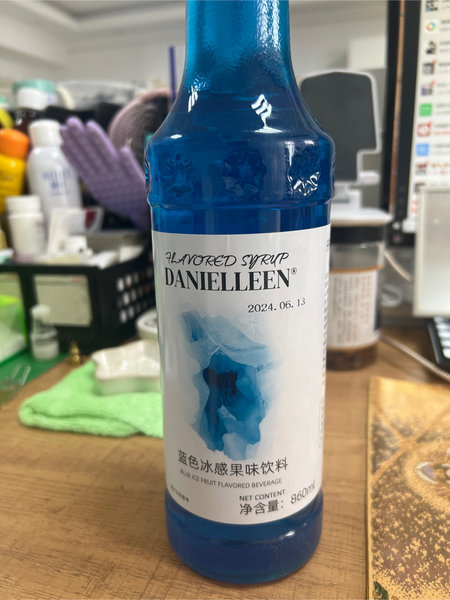 FLAVORED SYRUP
DANIELLEEN®
2024.06.13
蓝色冰感果味饮料
BLUE ICE FRUIT FLAVORED BEVERAGE
NET CONTENT
净含量：860mL